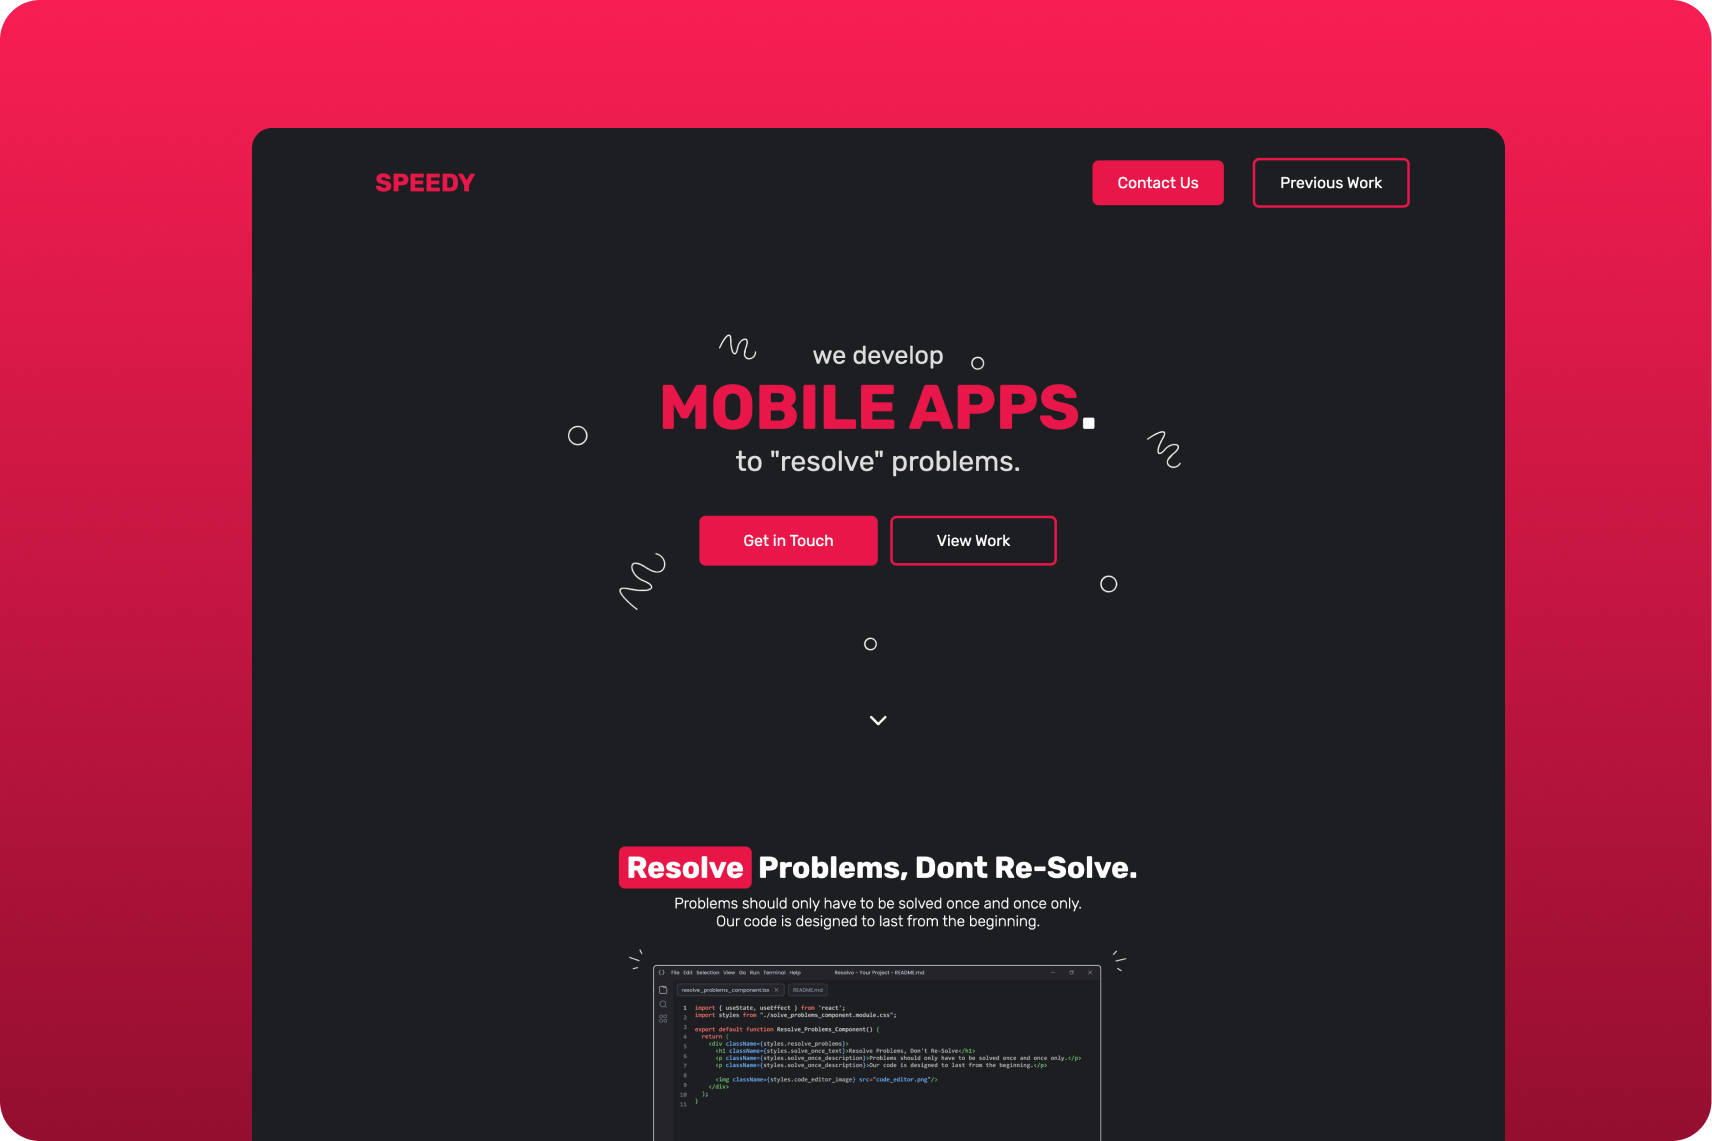 SPEEDY
Contact Us
Previous Work
we develop
MOBILE APPS.
to "resolve" problems.
Get in Touch
View Work
Resolve Problems, Dont Re-Solve.
Problems should only have to be solved once and once only.
Our code is designed to last from the beginning.
{} File Edit Selection View Go Run Terminal Help Resolve - Your Project - README.md
resolve_problems_component.tsx × README.md
1 import { useState, useEffect } from 'react';
2 import styles from "./solve_problems_component.module.css";
3 export default function Resolve_Problems_Component() {
4 return (
5 <div className={styles.resolve_problems}>
6 <h1 className={styles.solve_once_text}>Resolve Problems, Don't Re-Solve</h1>
<p className={styles.solve_once_description}>Problems should only have to be solved once and once only.</p>
7 <p className={styles.solve_once_description}>Our code is designed to last from the beginning.</p>
8 <img className={styles.code_editor_image} src="code_editor.png"/>
9 </div>
10 );
11 }